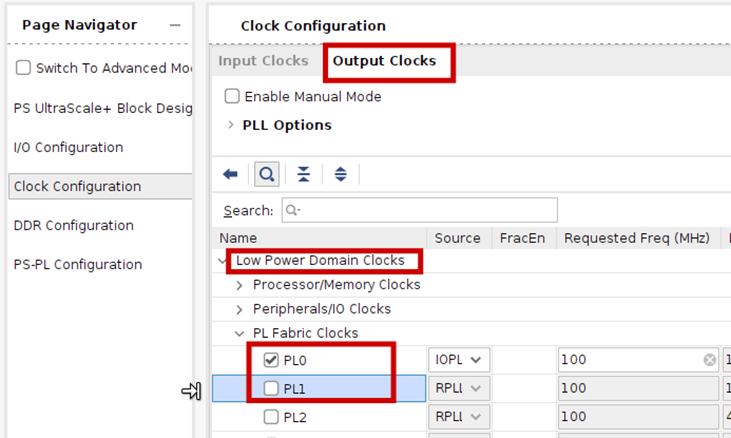 Page Navigator
Switch To Advanced Mo
PS UltraScale+ Block Desig
I/O Configuration
Clock Configuration
DDR Configuration
PS-PL Configuration
Clock Configuration
Input Clocks Output Clocks
Enable Manual Mode
PLL Options
Search:
Name Source FracEn Requested Freq (MHz)
Low Power Domain Clocks
Processor/Memory Clocks
Peripherals/IO Clocks
PL Fabric Clocks
PL0 IOPL 100
PL1 RPLL 100
PL2 RPLL 100